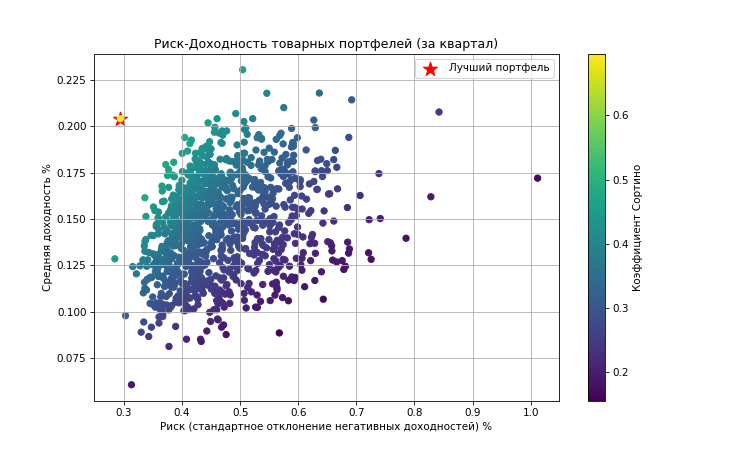 Риск-Доходность товарных портфелей (за квартал)
Лучший портфель
Средняя доходность %
0.225
0.200
0.175
0.150
0.125
0.100
0.075
0.3 0.4 0.5 0.6 0.7 0.8 0.9 1.0
Риск (стандартное отклонение негативных доходностей) %
0.6
0.5
0.4
0.3
0.2
Коэффициент Сортино